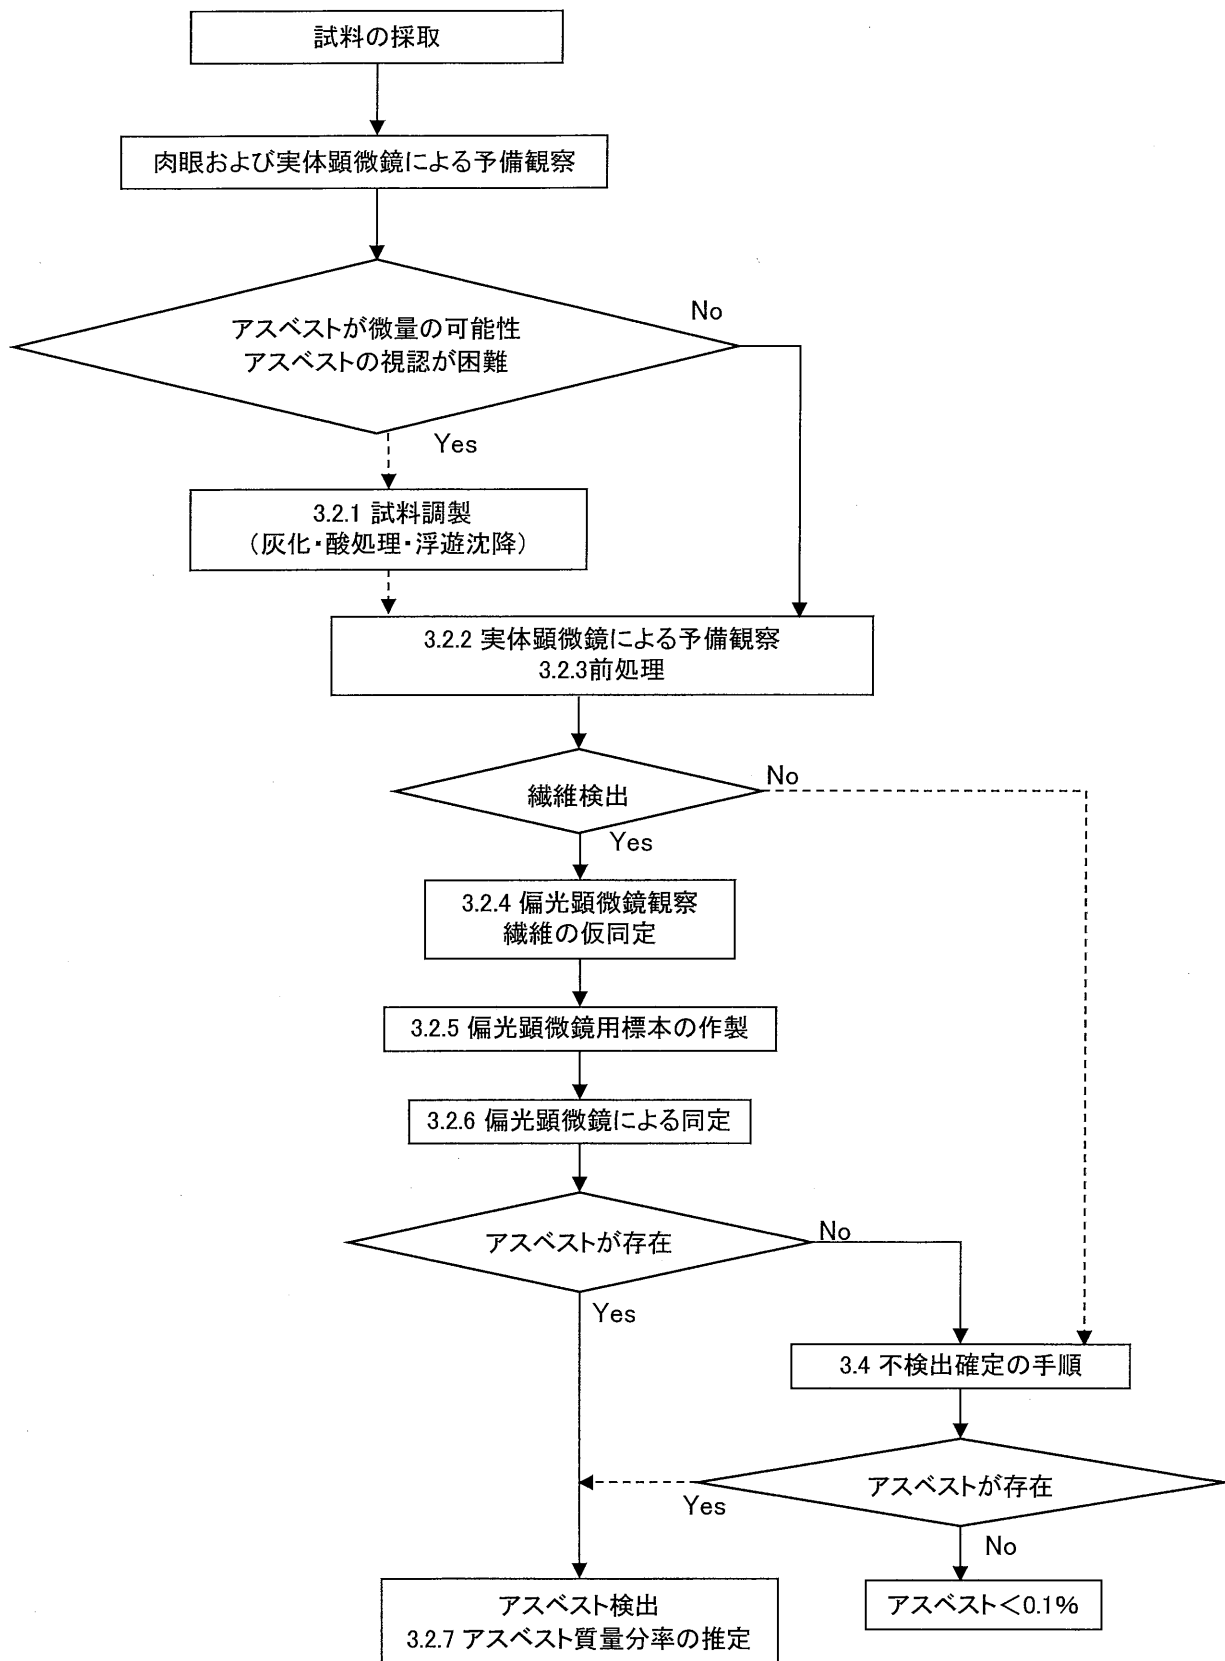 試料の採取
肉眼および実体顕微鏡による予備観察
アスベストが微量の可能性
アスベストの視認が困難
No
Yes
3.2.1 試料調製
（灰化・酸処理・浮遊沈降）
3.2.2 実体顕微鏡による予備観察
3.2.3前処理
繊維検出
No
Yes
3.2.4 偏光顕微鏡観察
繊維の仮同定
3.2.5 偏光顕微鏡用標本の作製
3.2.6 偏光顕微鏡による同定
アスベストが存在
No
Yes
3.4 不検出確定の手順
アスベストが存在
Yes
No
アスベスト＜0.1%
アスベスト検出
3.2.7 アスベスト質量分率の推定